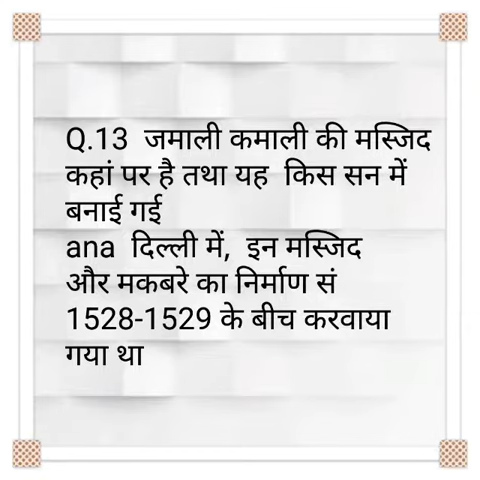 Q.13 जमाली कमाली की मस्जिद
कहां पर है तथा यह किस सन में
बनाई गई
ana दिल्ली में, इन मस्जिद
और मकबरे का निर्माण सं
1528-1529 के बीच करवाया
गया था